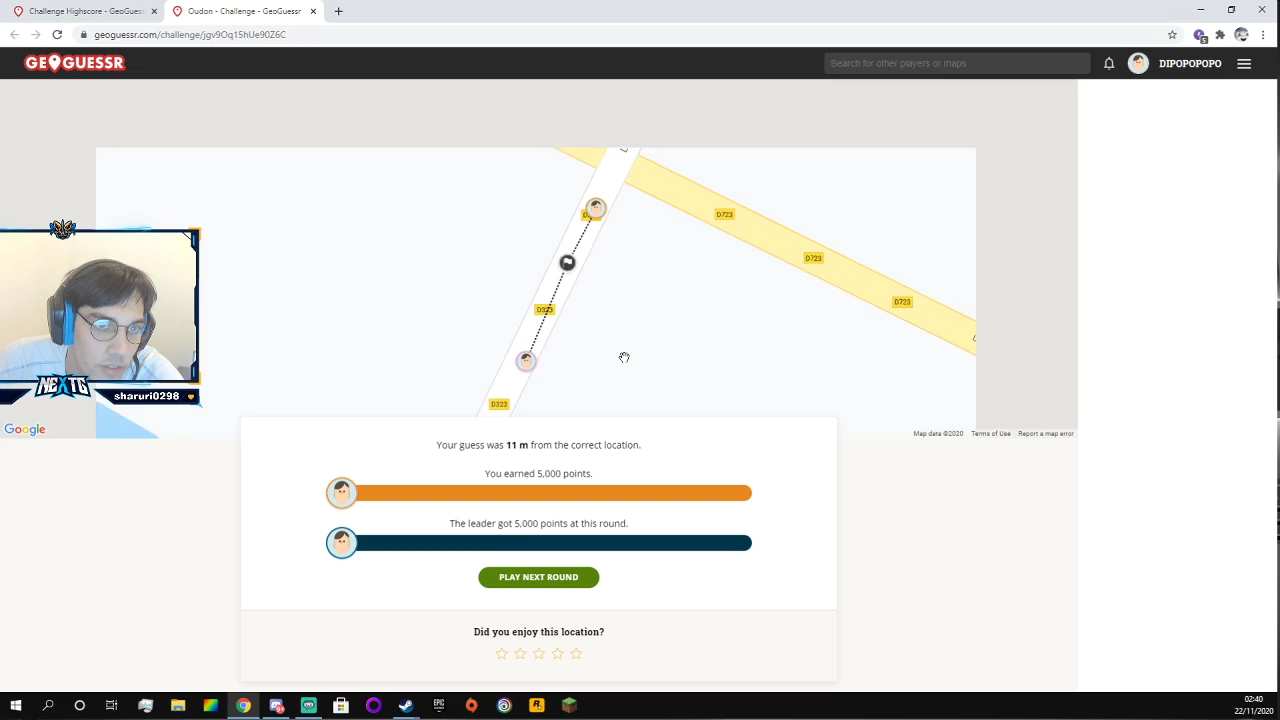 Challenge Highscore - GeoGuess
Oudon - Challenge - GeoGuessr
geoguessr.com/challenge/jgv9Oq15hUe90Z6C
GEOGUESSR
Search for other players or maps
DIPOPOPOPO
D723
D723
D323
D723
D323
NEXTG
sharuri0298
Google
Map data ©2020 Terms of Use Report a map error
Your guess was 11 m from the correct location.
You earned 5,000 points.
The leader got 5,000 points at this round.
PLAY NEXT ROUND
Did you enjoy this location?
EPIC
02:40
22/11/2020